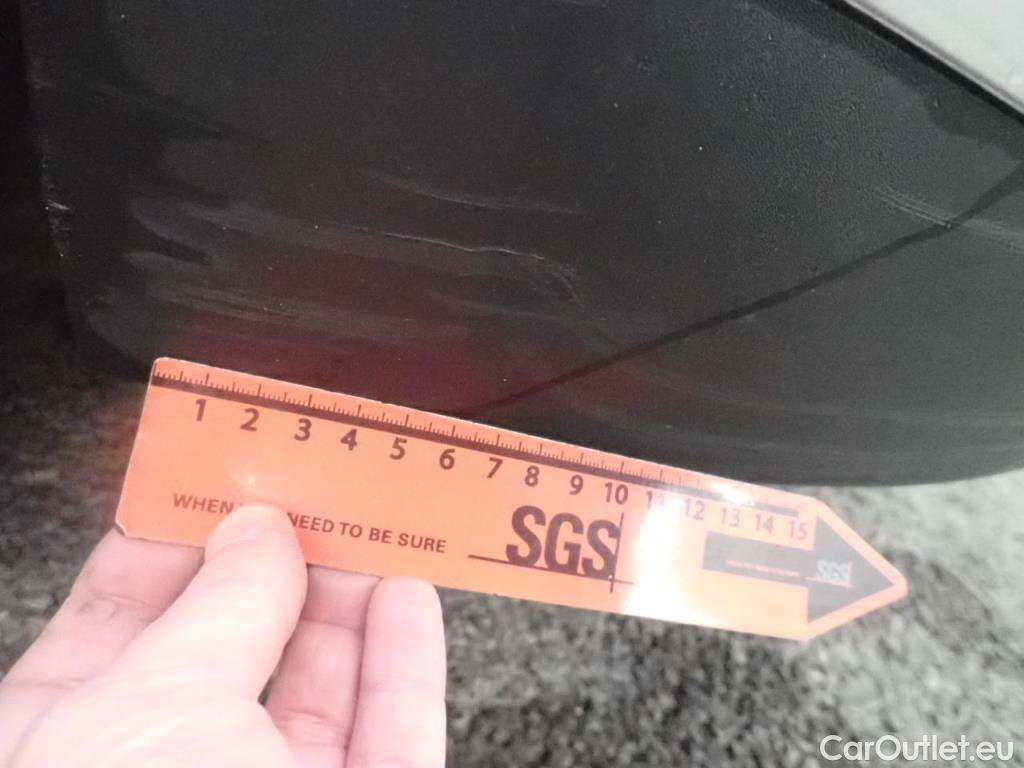 1 2 3 4 5 6 7 8 9 10 11 12 13 14 15
WHEN NEED TO BE SURE
SGS
SGS
CarOutlet.eu